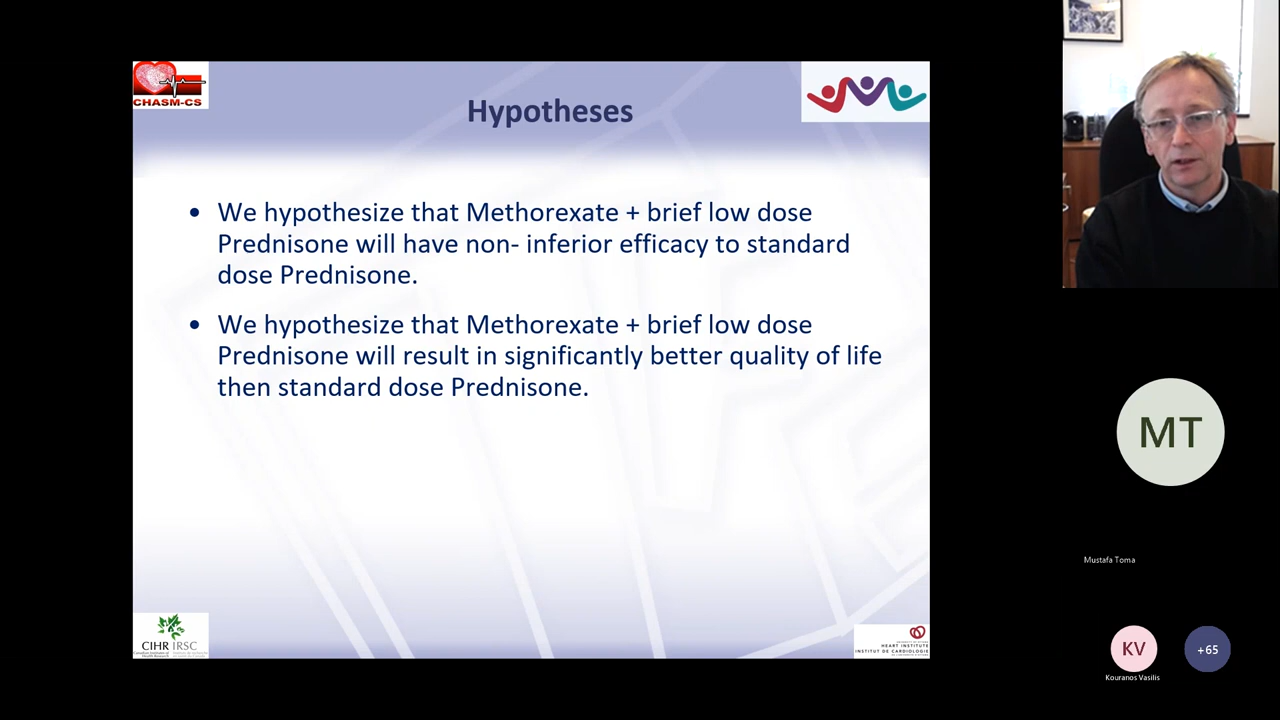 CHASM-CS
Hypotheses
• We hypothesize that Methorexate + brief low dose
Prednisone will have non- inferior efficacy to standard
dose Prednisone.
• We hypothesize that Methorexate + brief low dose
Prednisone will result in significantly better quality of life
then standard dose Prednisone.
MT
Mustafa Toma
CIHR IRSC
HEART INSTITUTE
INSTITUT DE CARDIOLOGIE
KV
+65
Kouranos Vasilis